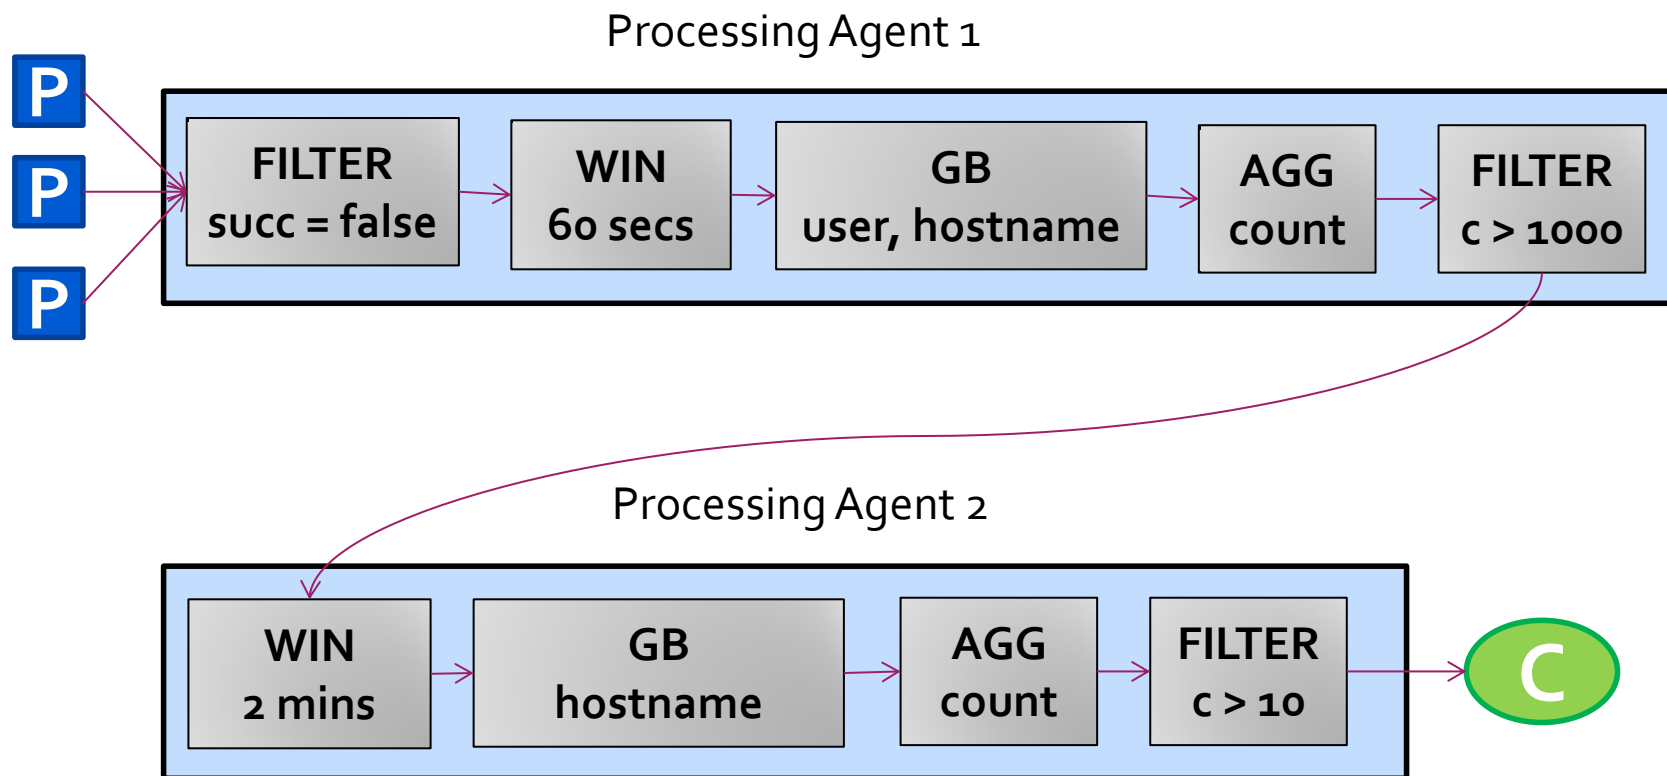 Processing Agent 1
P
P
P
FILTER
succ = false
WIN
60 secs
GB
user, hostname
AGG
count
FILTER
c > 1000
Processing Agent 2
WIN
2 mins
GB
hostname
AGG
count
FILTER
c > 10
C